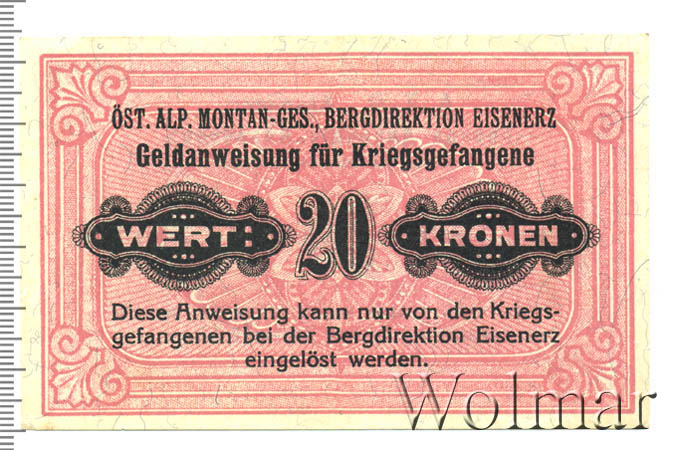 ÖST. ALP. MONTAN-GES., BERGDIREKTION EISENERZ
Geldanweisung für Kriegsgefangene
WERT: 20 KRONEN
Diese Anweisung kann nur von den Kriegs-
gefangenen bei der Bergdirektion Eisenerz
eingelöst werden.
Wolmar